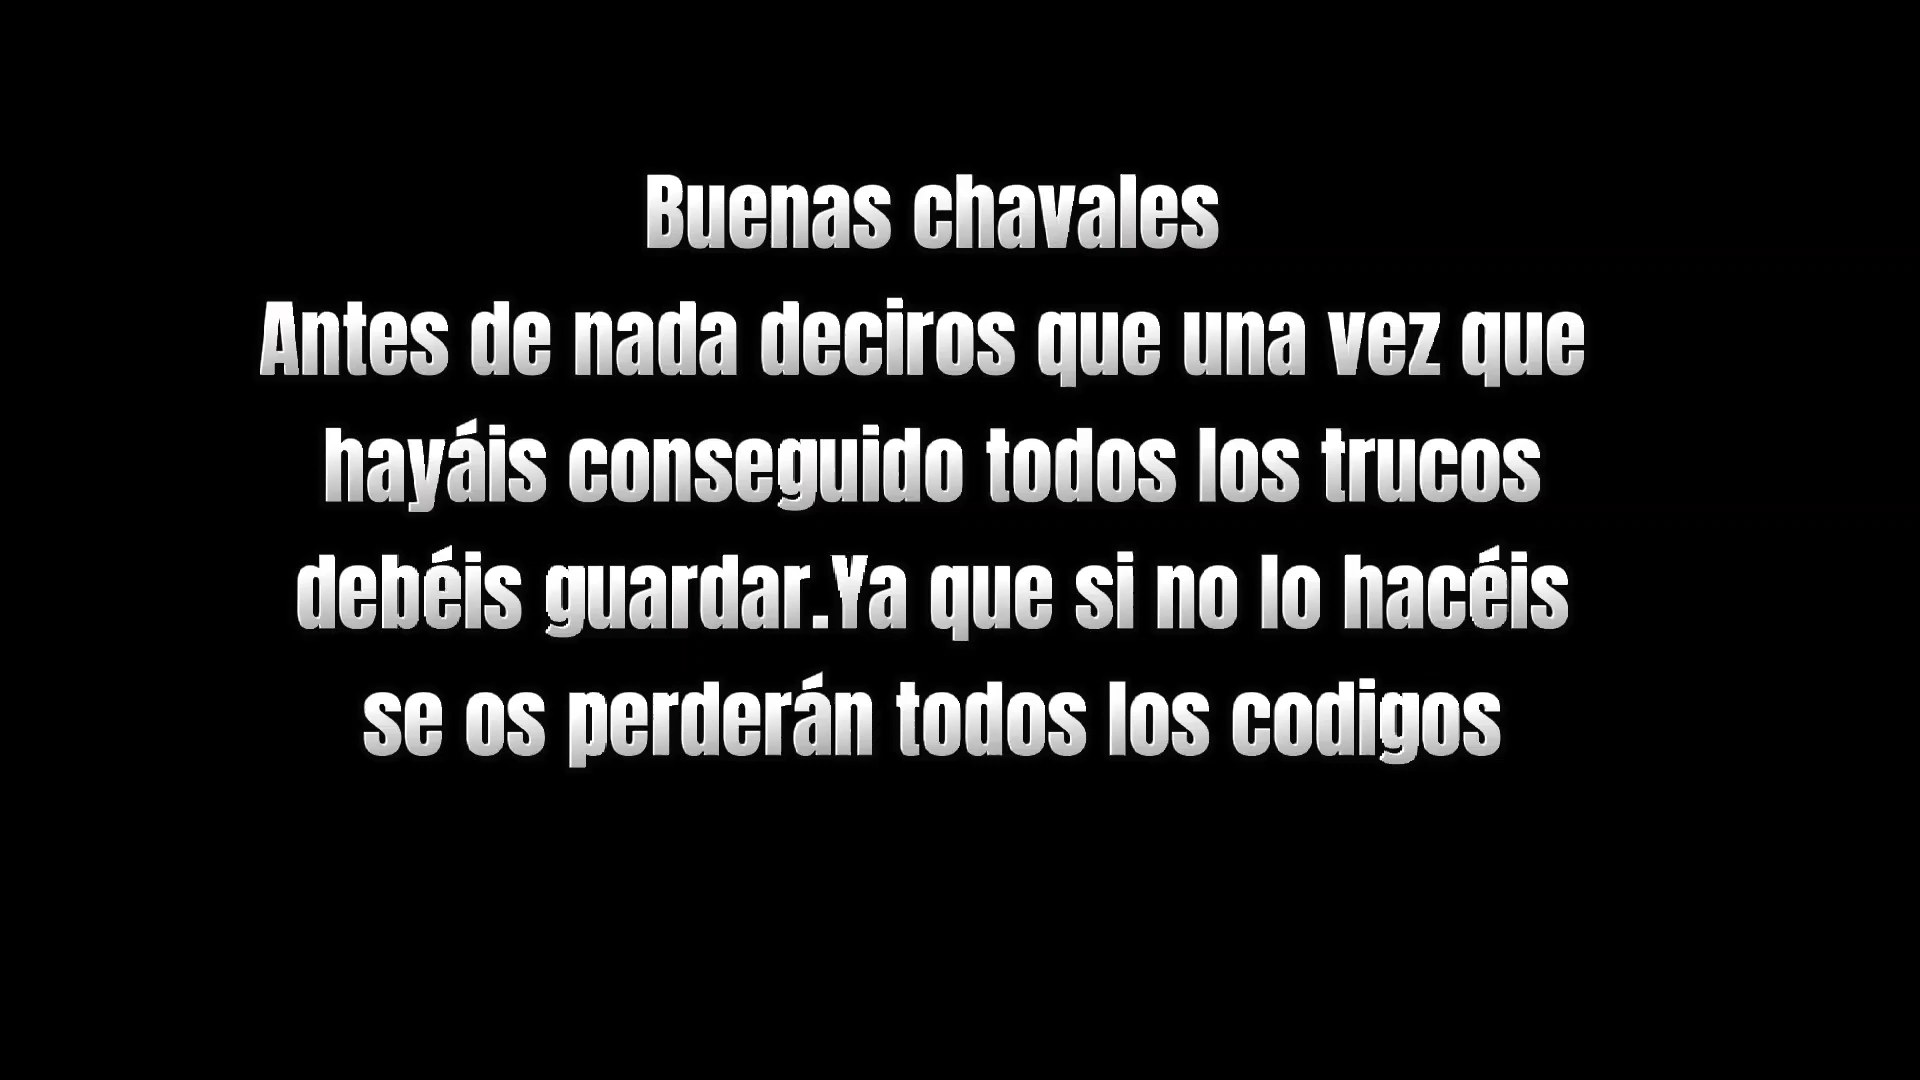 Buenas chavales
Antes de nada deciros que una vez que
hayáis conseguido todos los trucos
debéis guardar.Ya que si no lo hacéis
se os perderán todos los codigos